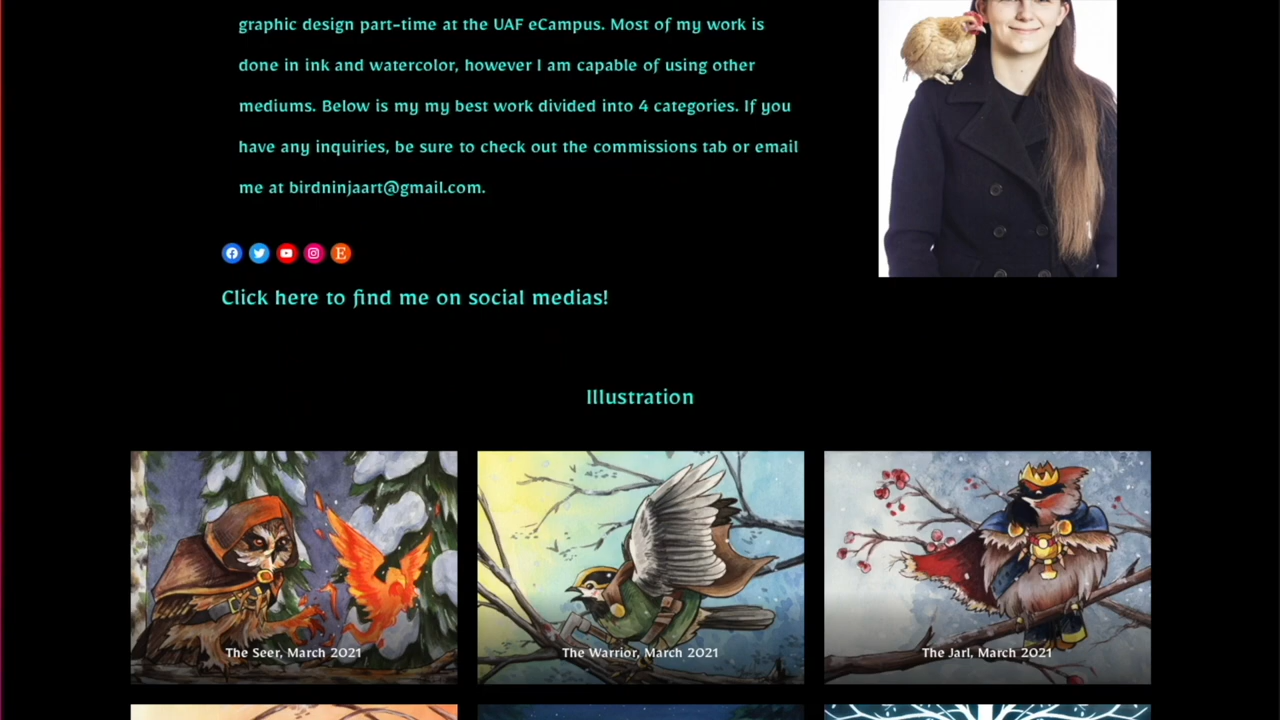 graphic design part-time at the UAF eCampus. Most of my work is
done in ink and watercolor, however I am capable of using other
mediums. Below is my my best work divided into 4 categories. If you
have any inquiries, be sure to check out the commissions tab or email
me at birdninjaart@gmail.com.
E
Click here to find me on social medias!
Illustration
The Seer, March 2021
The Warrior, March 2021
The Jarl, March 2021